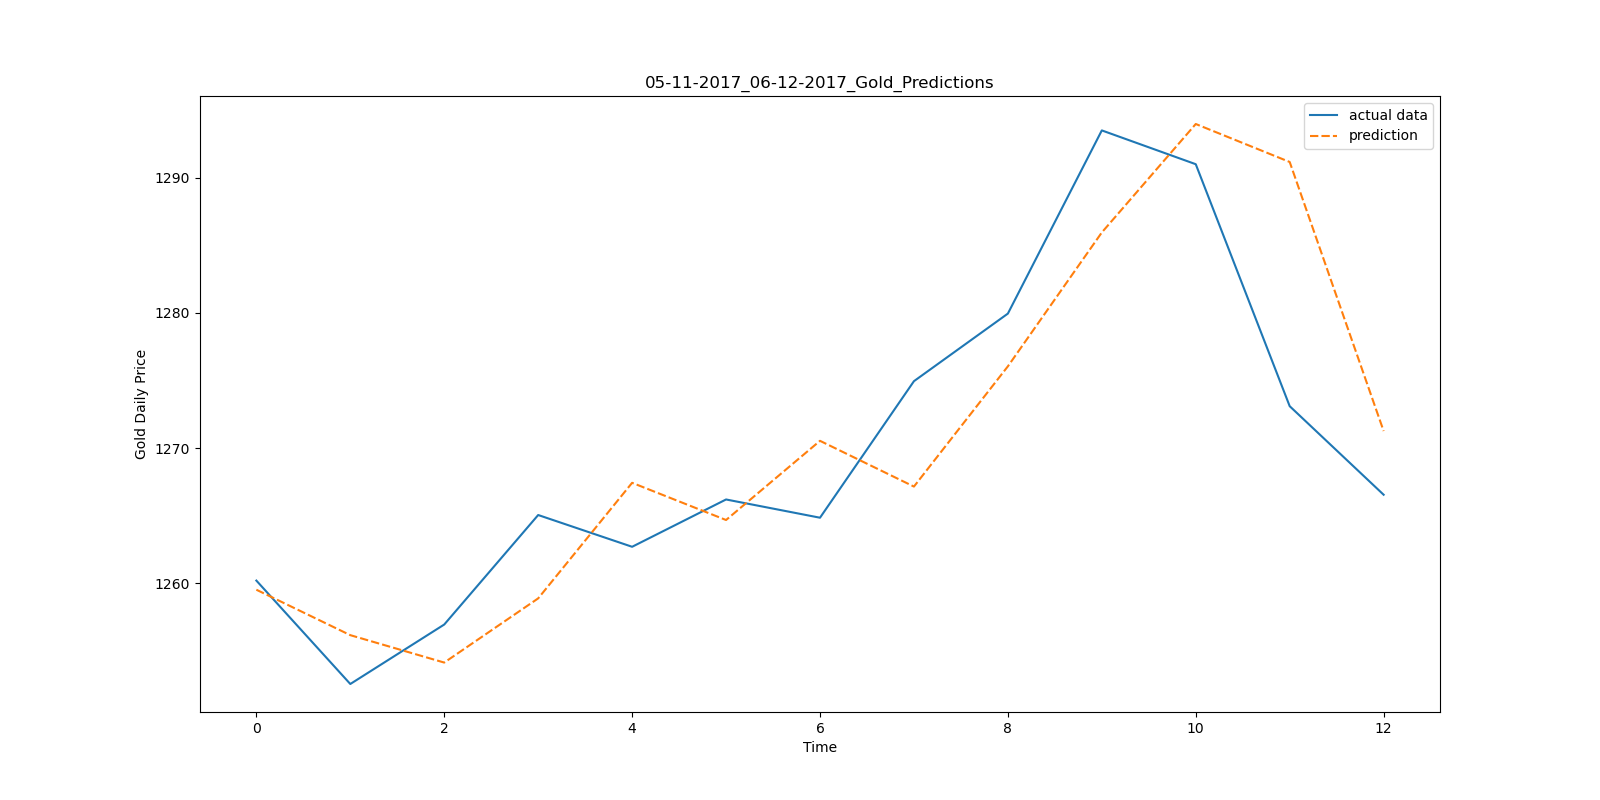 05-11-2017_06-12-2017_Gold_Predictions
actual data
prediction
Gold Daily Price
1290
1280
1270
1260
0 2 4 6 8 10 12
Time